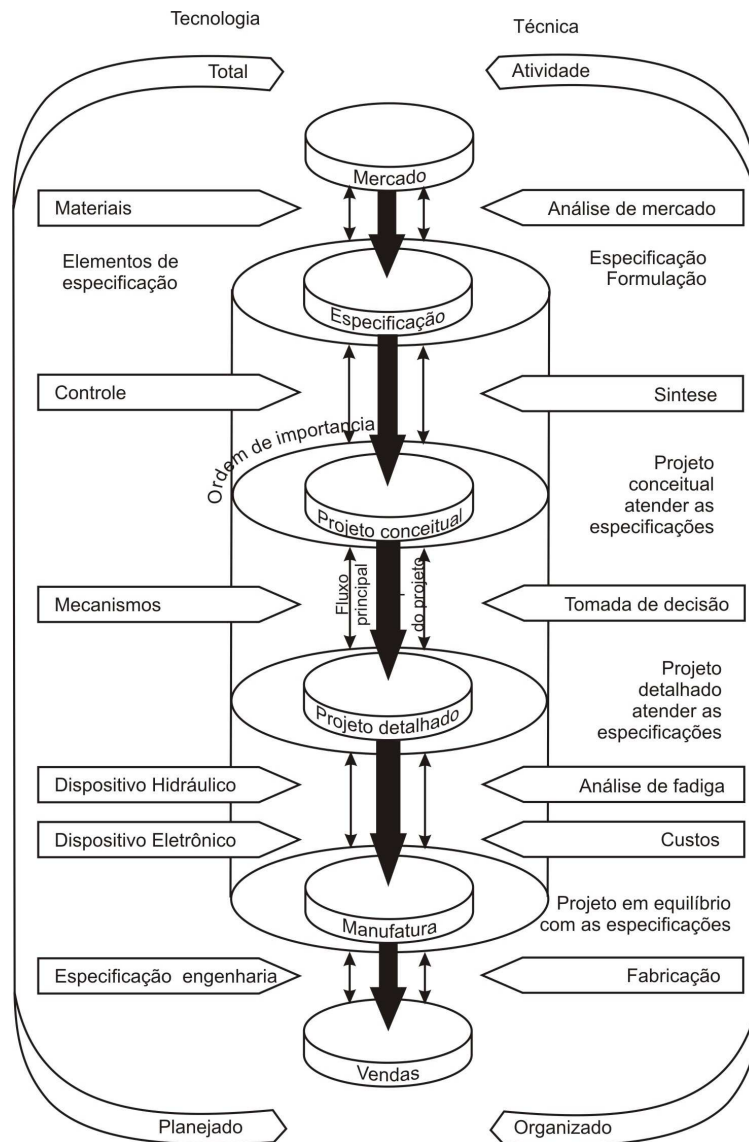 Tecnologia
Técnica
Total
Atividade
Mercado
Materiais
Análise de mercado
Elementos de
especificação
Especificação
Formulação
Especificação
Controle
Sintese
Ordem de importancia
Projeto
conceitual
atender as
especificações
Projeto conceitual
Fluxo
principal
do projeto
Mecanismos
Tomada de decisão
Projeto
detalhado
atender as
especificações
Projeto detalhado
Dispositivo Hidráulico
Análise de fadiga
Dispositivo Eletrônico
Custos
Manufatura
Projeto em equilíbrio
com as especificações
Especificação engenharia
Fabricação
Vendas
Planejado
Organizado